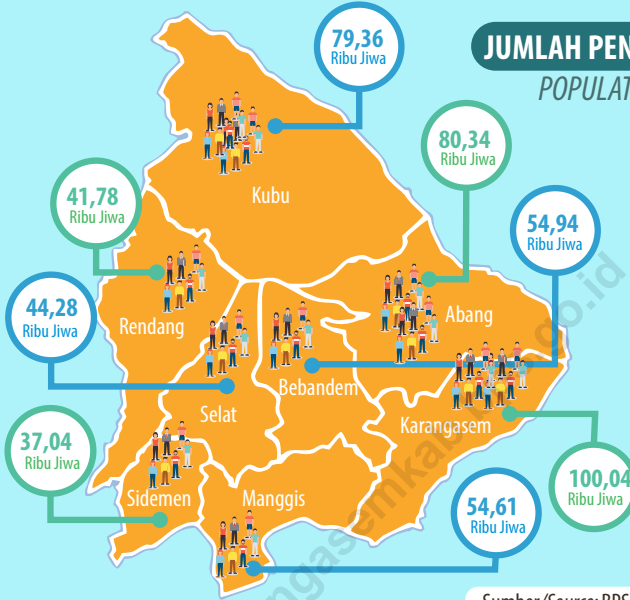 79,36
Ribu Jiwa
JUMLAH PEN
POPULAT
80,34
Ribu Jiwa
41,78
Ribu Jiwa
Kubu
54,94
Ribu Jiwa
44,28
Ribu Jiwa
Rendang
Abang
Bebandem
Selat
Karangasem
37,04
Ribu Jiwa
Sidemen
Manggis
100,04
Ribu Jiwa
54,61
Ribu Jiwa
Sumber/Source: BPS